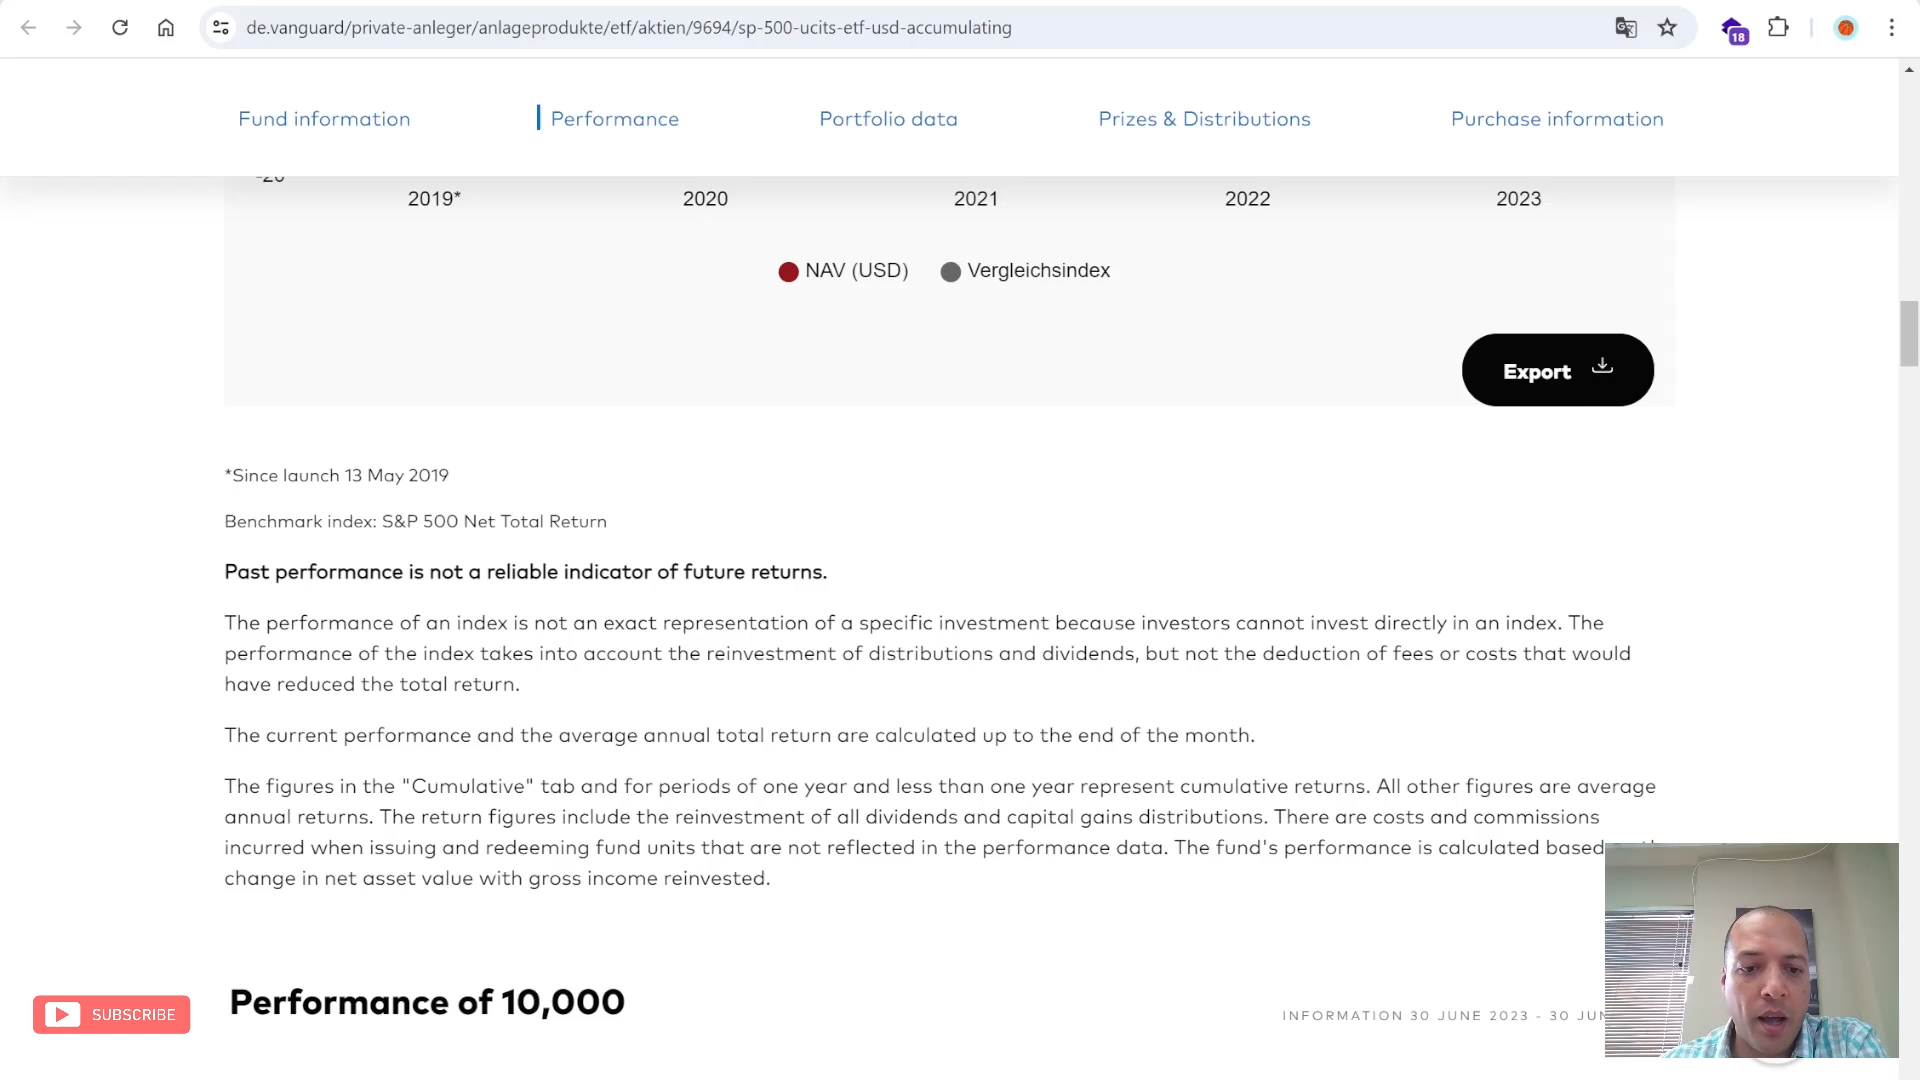 de.vanguard/private-anleger/anlageprodukte/etf/aktien/9694/sp-500-ucits-etf-usd-accumulating
18
Fund information
Performance
Portfolio data
Prizes & Distributions
Purchase information
-20
2019*
2020
2021
2022
2023
NAV (USD)
Vergleichsindex
Export
*Since launch 13 May 2019
Benchmark index: S&P 500 Net Total Return
Past performance is not a reliable indicator of future returns.
The performance of an index is not an exact representation of a specific investment because investors cannot invest directly in an index. The
performance of the index takes into account the reinvestment of distributions and dividends, but not the deduction of fees or costs that would
have reduced the total return.
The current performance and the average annual total return are calculated up to the end of the month.
The figures in the "Cumulative" tab and for periods of one year and less than one year represent cumulative returns. All other figures are average
annual returns. The return figures include the reinvestment of all dividends and capital gains distributions. There are costs and commissions
incurred when issuing and redeeming fund units that are not reflected in the performance data. The fund's performance is calculated based
change in net asset value with gross income reinvested.
SUBSCRIBE
Performance of 10,000
INFORMATION 30 JUNE 2023 - 30